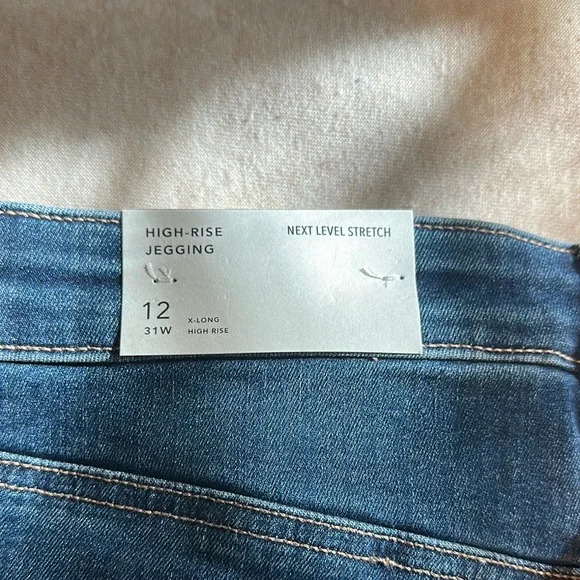 HIGH-RISE
JEGGING
NEXT LEVEL STRETCH
12
31W
X-LONG
HIGH RISE